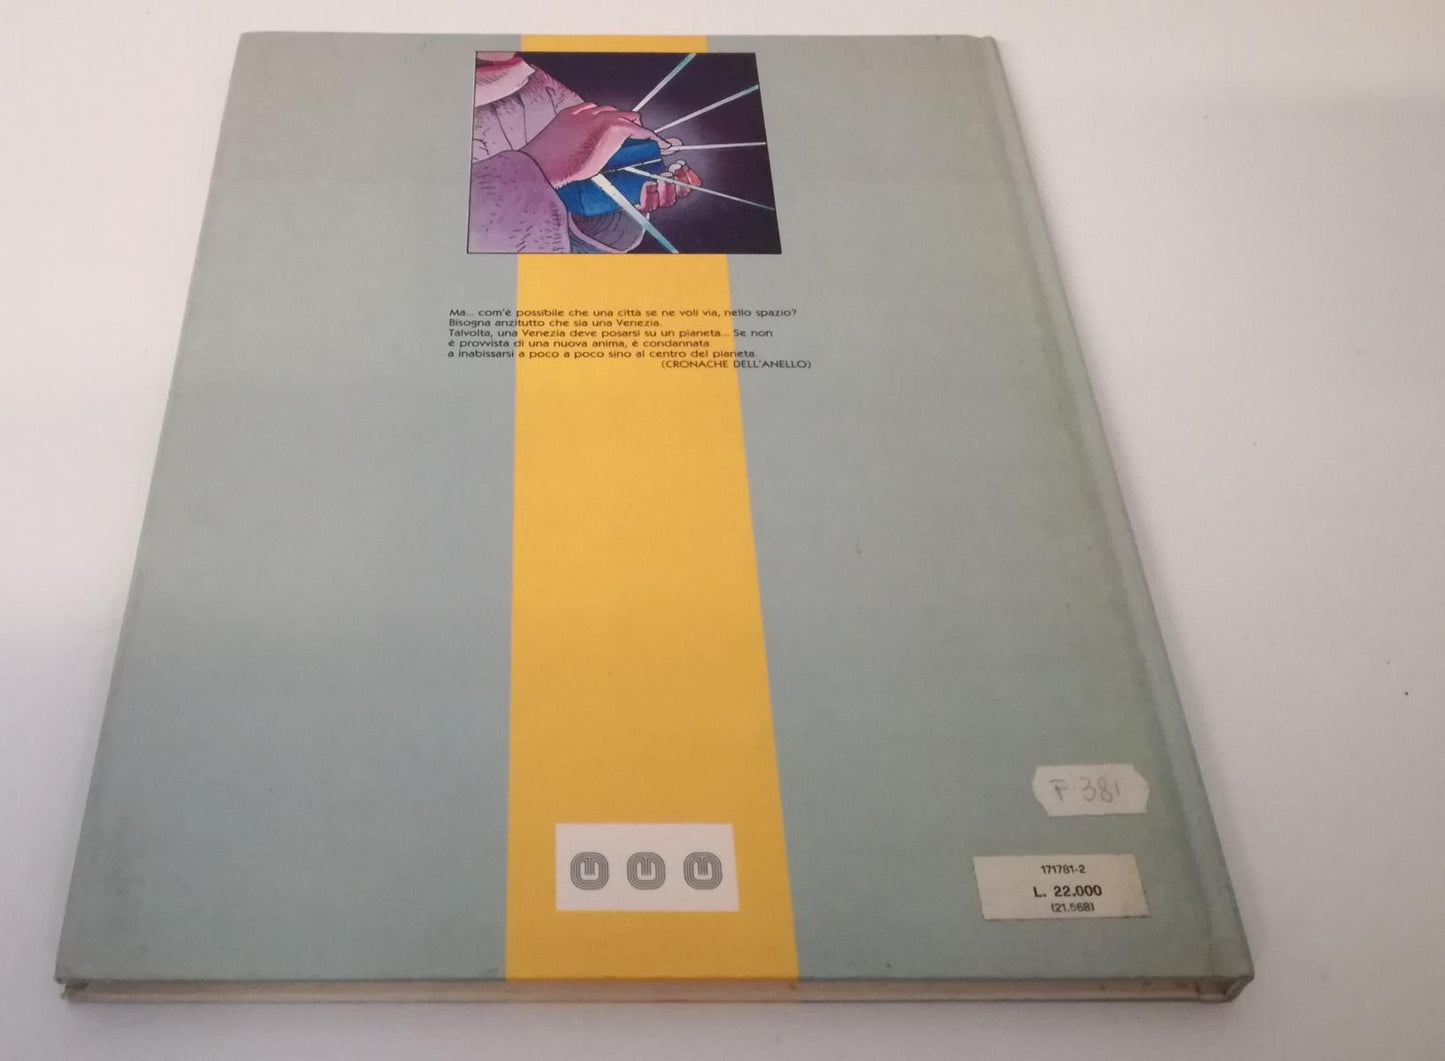 Ma... com'è possibile che una città se ne voli via, nello spazio?
Bisogna anzitutto che sia una Venezia.
Talvolta, una Venezia deve posarsi su un pianeta... Se non
è provvista di una nuova anima, è condannata
a inabissarsi a poco a poco sino al centro del pianeta.
(CRONACHE DELL'ANELLO)
F 381
171781-2
L. 22.000
(21.568)